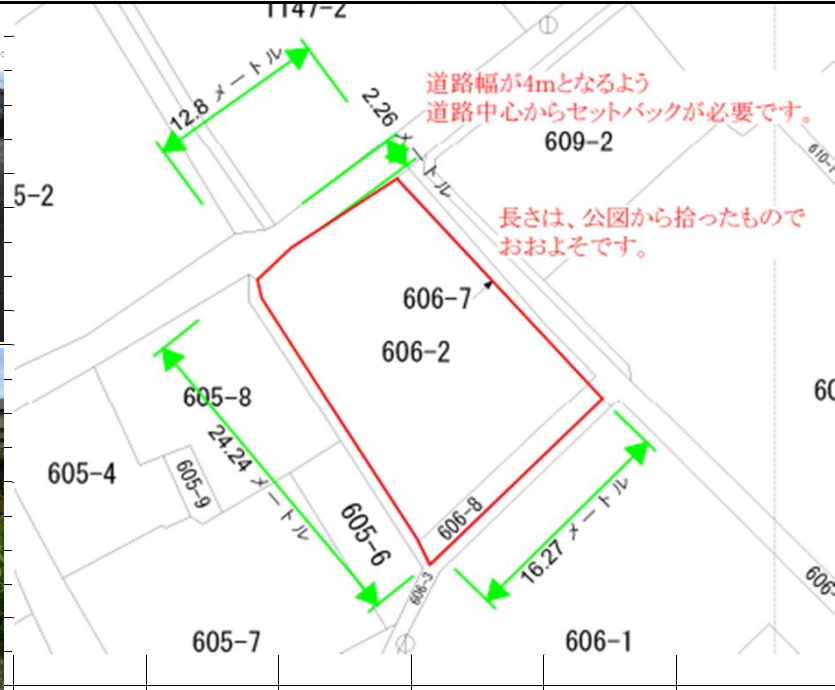 1147-2
12.8 メートル
2.26 メートル
道路幅が4mとなるよう
道路中心からセットバックが必要です。
609-2
610-1
5-2
長さは、公図から拾ったもので
おおよそです。
606-7
606-2
605-8
60
24.24 メートル
605-4
605-9
605-6
606-8
16.27 メートル
606-3
606-
605-7
606-1